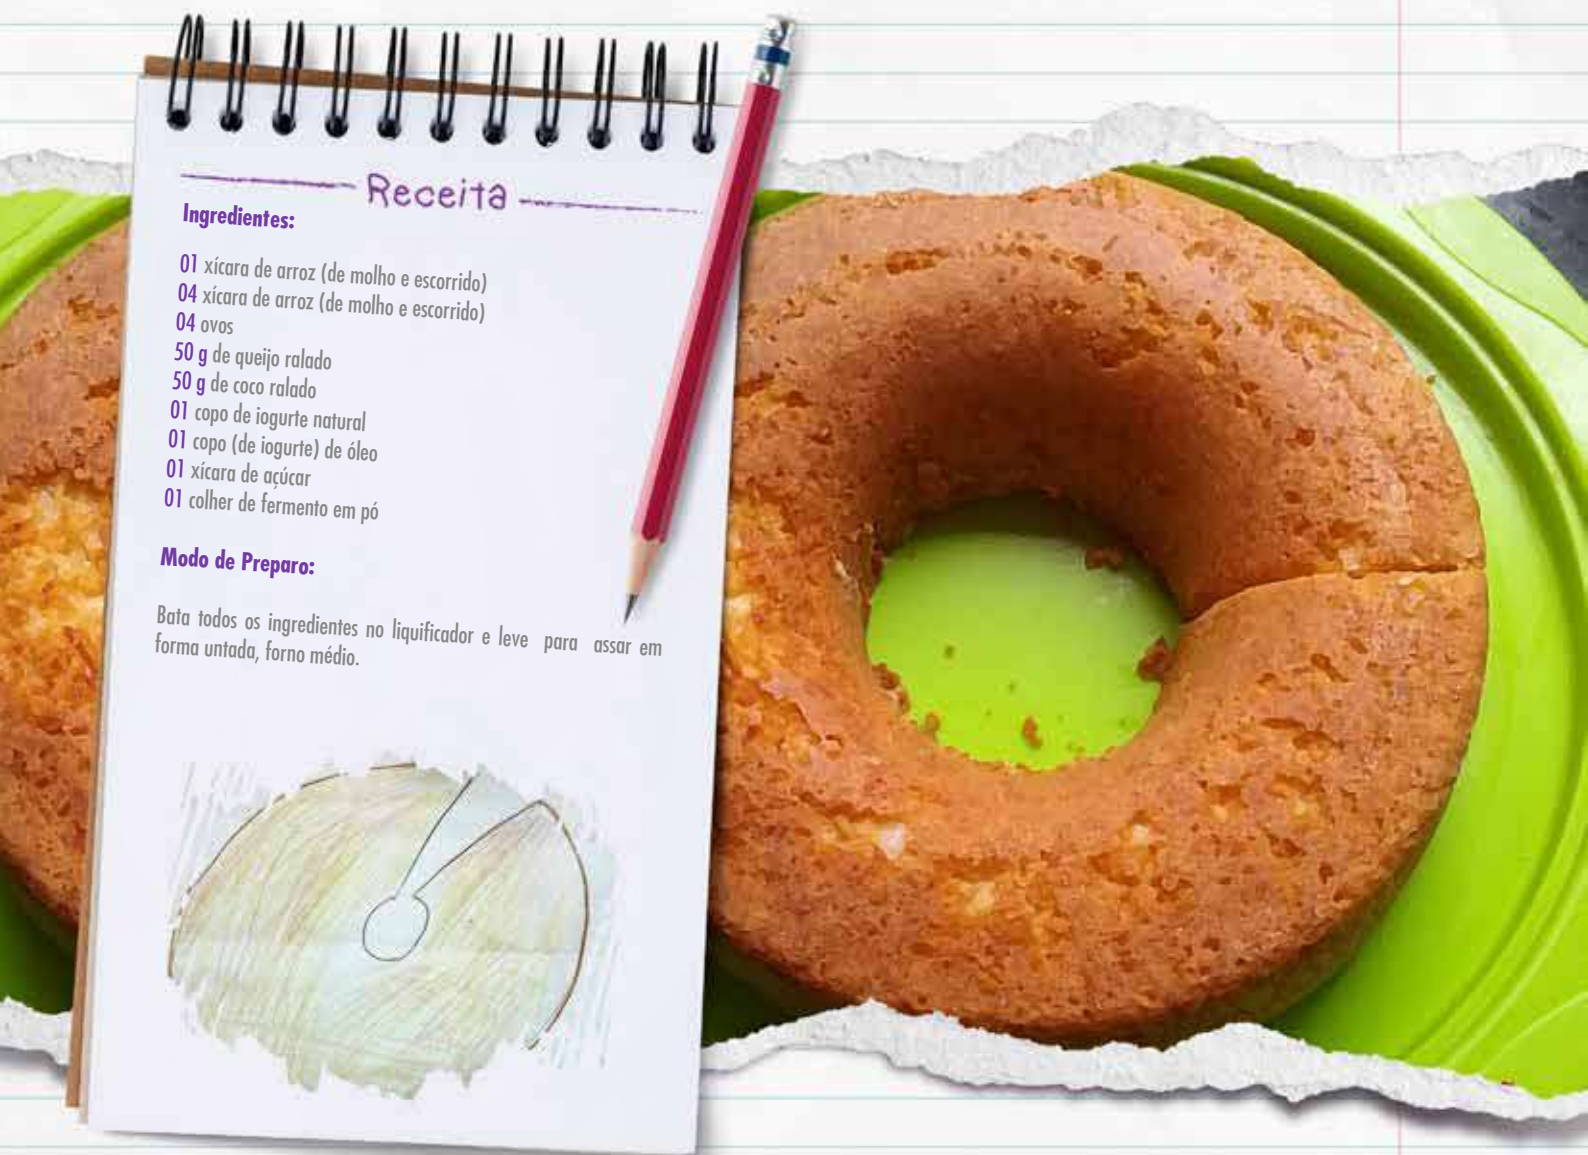 Receita
Ingredientes:
01 xícara de arroz (de molho e escorrido)
04 xícara de arroz (de molho e escorrido)
04 ovos
50 g de queijo ralado
50 g de coco ralado
01 copo de iogurte natural
01 copo (de iogurte) de óleo
01 xícara de açúcar
01 colher de fermento em pó
Modo de Preparo:
Bata todos os ingredientes no liquificador e leve para assar em
forma untada, forno médio.